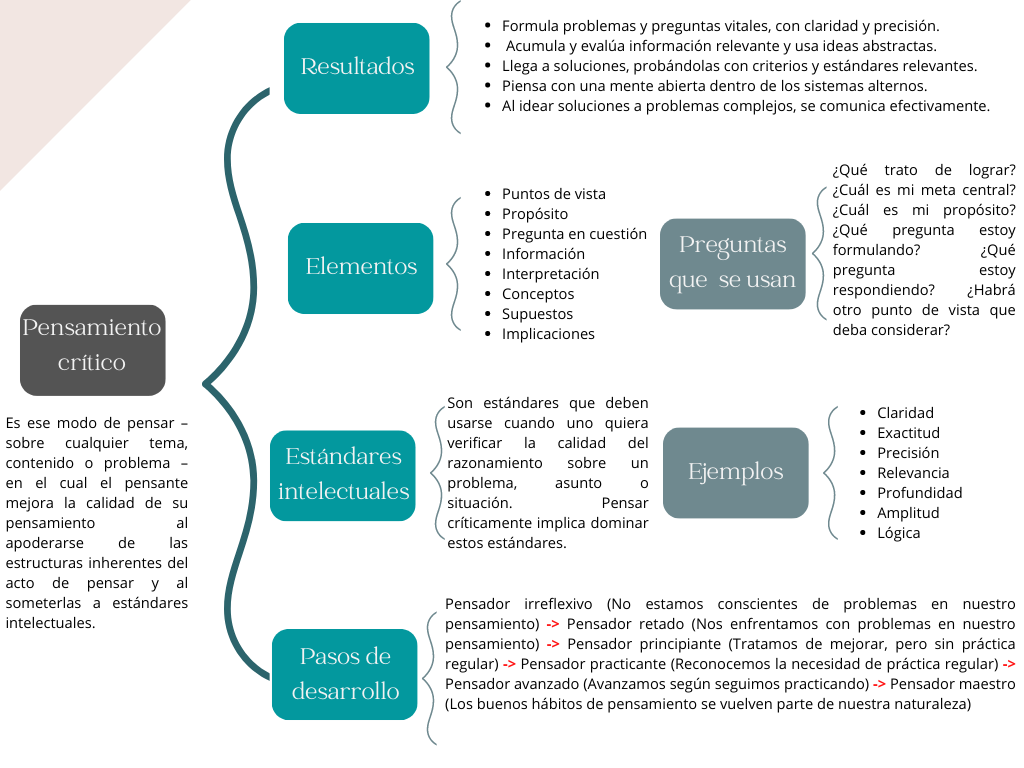 Pensamiento
crítico
Es ese modo de pensar –
sobre cualquier tema,
contenido o problema –
en el cual el pensante
mejora la calidad de su
pensamiento al
apoderarse de las
estructuras inherentes del
acto de pensar y al
someterlas a estándares
intelectuales.
Resultados
Formula problemas y preguntas vitales, con claridad y precisión.
Acumula y evalúa información relevante y usa ideas abstractas.
Llega a soluciones, probándolas con criterios y estándares relevantes.
Piensa con una mente abierta dentro de los sistemas alternos.
Al idear soluciones a problemas complejos, se comunica efectivamente.
Elementos
Puntos de vista
Propósito
Pregunta en cuestión
Información
Interpretación
Conceptos
Supuestos
Implicaciones
Preguntas
que se usan
¿Qué trato de lograr?
¿Cuál es mi meta central?
¿Cuál es mi propósito?
¿Qué pregunta estoy
formulando? ¿Qué
pregunta estoy
respondiendo? ¿Habrá
otro punto de vista que
deba considerar?
Estándares
intelectuales
Son estándares que deben
usarse cuando uno quiera
verificar la calidad del
razonamiento sobre un
problema, asunto o
situación. Pensar
críticamente implica dominar
estos estándares.
Ejemplos
Claridad
Exactitud
Precisión
Relevancia
Profundidad
Amplitud
Lógica
Pasos de
desarrollo
Pensador irreflexivo (No estamos conscientes de problemas en nuestro
pensamiento) -> Pensador retado (Nos enfrentamos con problemas en nuestro
pensamiento) -> Pensador principiante (Tratamos de mejorar, pero sin práctica
regular) -> Pensador practicante (Reconocemos la necesidad de práctica regular) ->
Pensador avanzado (Avanzamos según seguimos practicando) -> Pensador maestro
(Los buenos hábitos de pensamiento se vuelven parte de nuestra naturaleza)